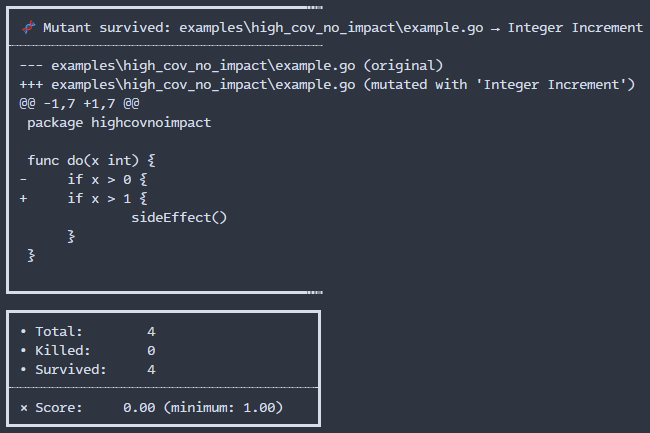 🧬 Mutant survived: examples\high_cov_no_impact\example.go → Integer Increment
--- examples\high_cov_no_impact\example.go (original)
+++ examples\high_cov_no_impact\example.go (mutated with 'Integer Increment')
@@ -1,7 +1,7 @@
 package highcovnoimpact
 func do(x int) {
-     if x > 0 {
+     if x > 1 {
              sideEffect()
      }
 }
• Total:        4
• Killed:       0
• Survived:     4
× Score:     0.00 (minimum: 1.00)